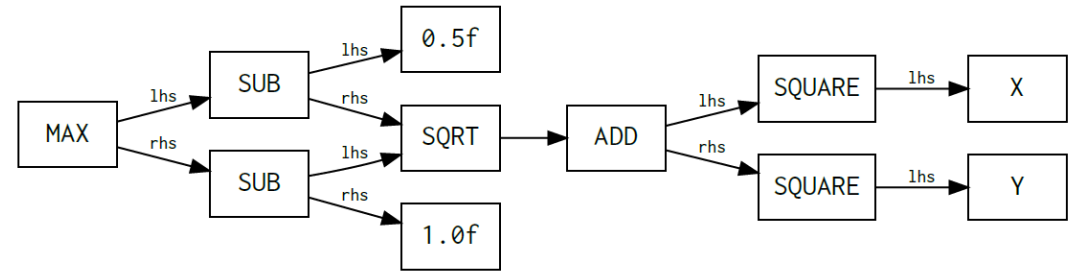 0.5f
lhs
SUB
lhs
rhs
MAX
rhs
SUB
lhs
rhs
SQRT
1.0f
ADD
lhs
rhs
SQUARE
lhs
X
SQUARE
lhs
Y